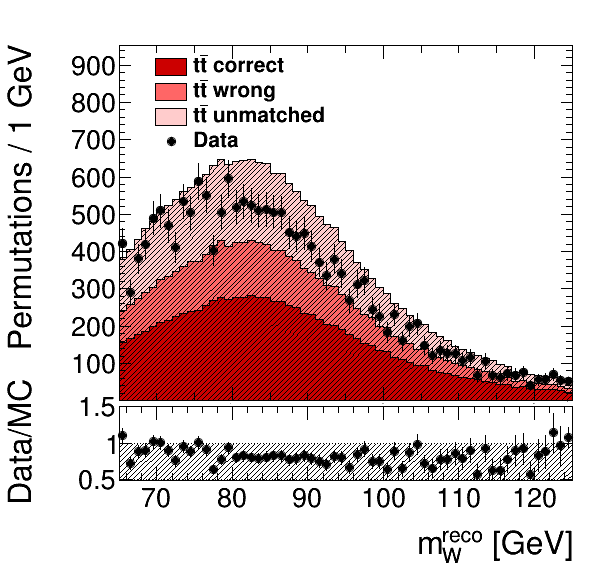 Permutations / 1 GeV
900
800
700
600
500
400
300
200
100
tt̄ correct
tt̄ wrong
tt̄ unmatched
Data
Data/MC
1.5
1
0.5
70 80 90 100 110 120
m_W^reco [GeV]